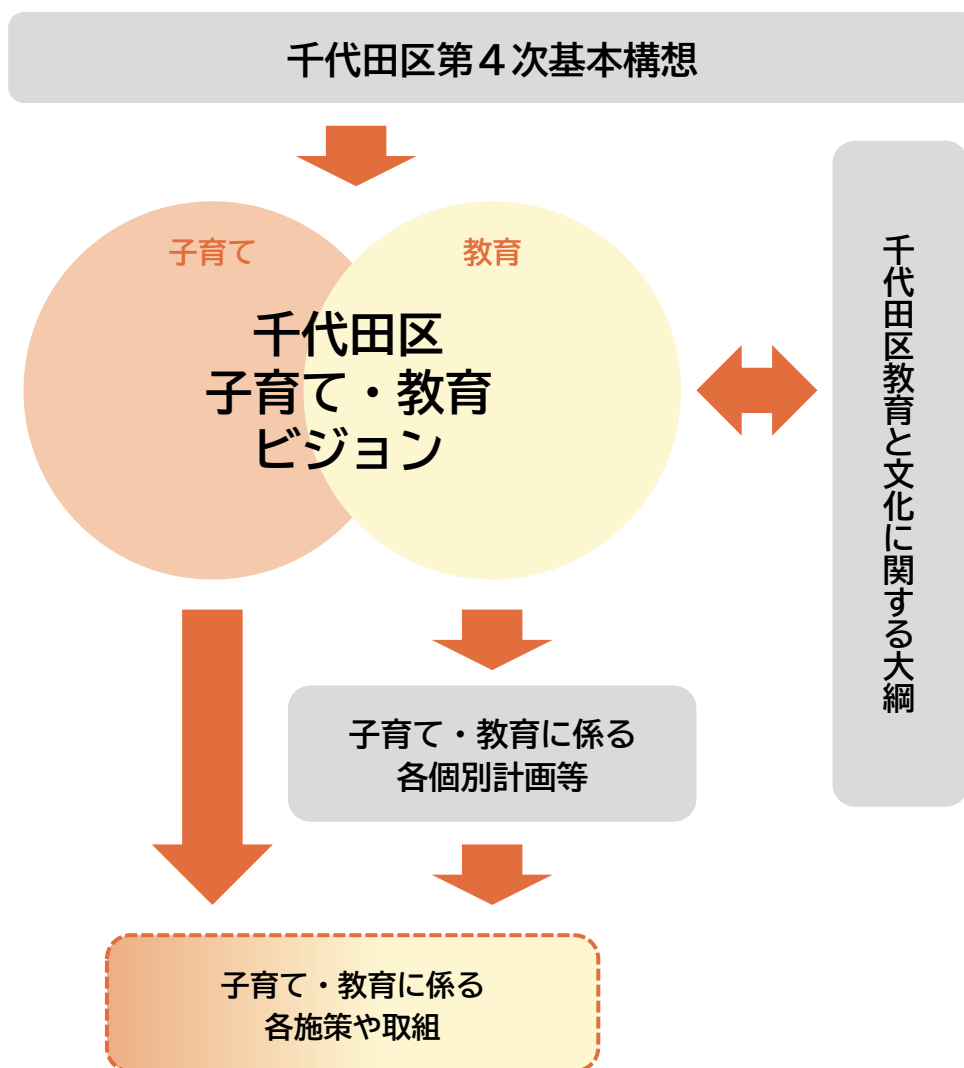 千代田区第４次基本構想
子育て
教育
千代田区
子育て・教育
ビジョン
千代田区教育と文化に関する大綱
子育て・教育に係る
各個別計画等
子育て・教育に係る
各施策や取組